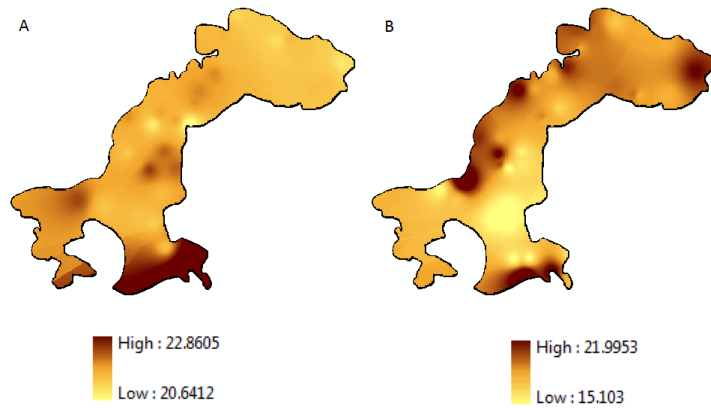 A
B
High : 22.8605
Low : 20.6412
High : 21.9953
Low : 15.103